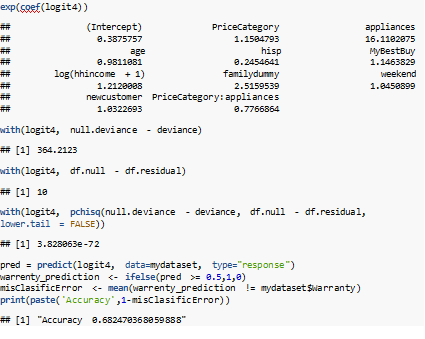 exp(coef(logit4))
## (Intercept) PriceCategory appliances
## 0.3875757 1.1504793 16.1102075
## age hisp MyBestBuy
## 0.9811081 0.2454641 1.1463829
## log(hhincome + 1) familydummy weekend
## 1.2120008 2.5159539 1.0450899
## newcustomer PriceCategory:appliances
## 1.0322693 0.7766864
with(logit4, null.deviance - deviance)
## [1] 364.2123
with(logit4, df.null - df.residual)
## [1] 10
with(logit4, pchisq(null.deviance - deviance, df.null - df.residual,
lower.tail = FALSE))
## [1] 3.828063e-72
pred = predict(logit4, data=mydataset, type="response")
warrenty_prediction <- ifelse(pred >= 0.5,1,0)
misClasificError <- mean(warrenty_prediction != mydataset$Warranty)
print(paste('Accuracy',1-misClasificError))
## [1] "Accuracy 0.682470368059888"